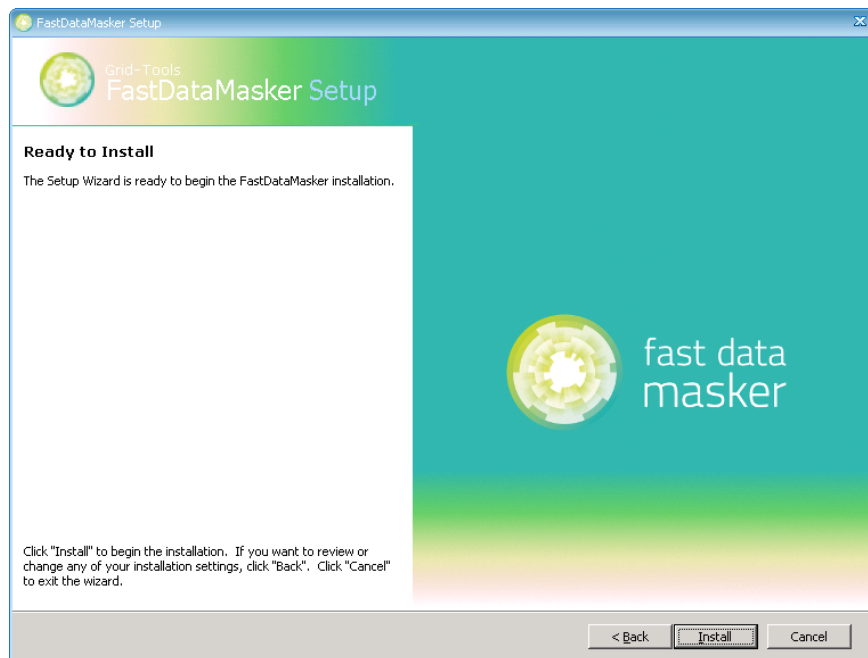 FastDataMasker Setup
Grid-Tools
FastDataMasker Setup
Ready to Install
The Setup Wizard is ready to begin the FastDataMasker installation.
fast data
masker
Click "Install" to begin the installation. If you want to review or
change any of your installation settings, click "Back". Click "Cancel"
to exit the wizard.
< Back
Install
Cancel